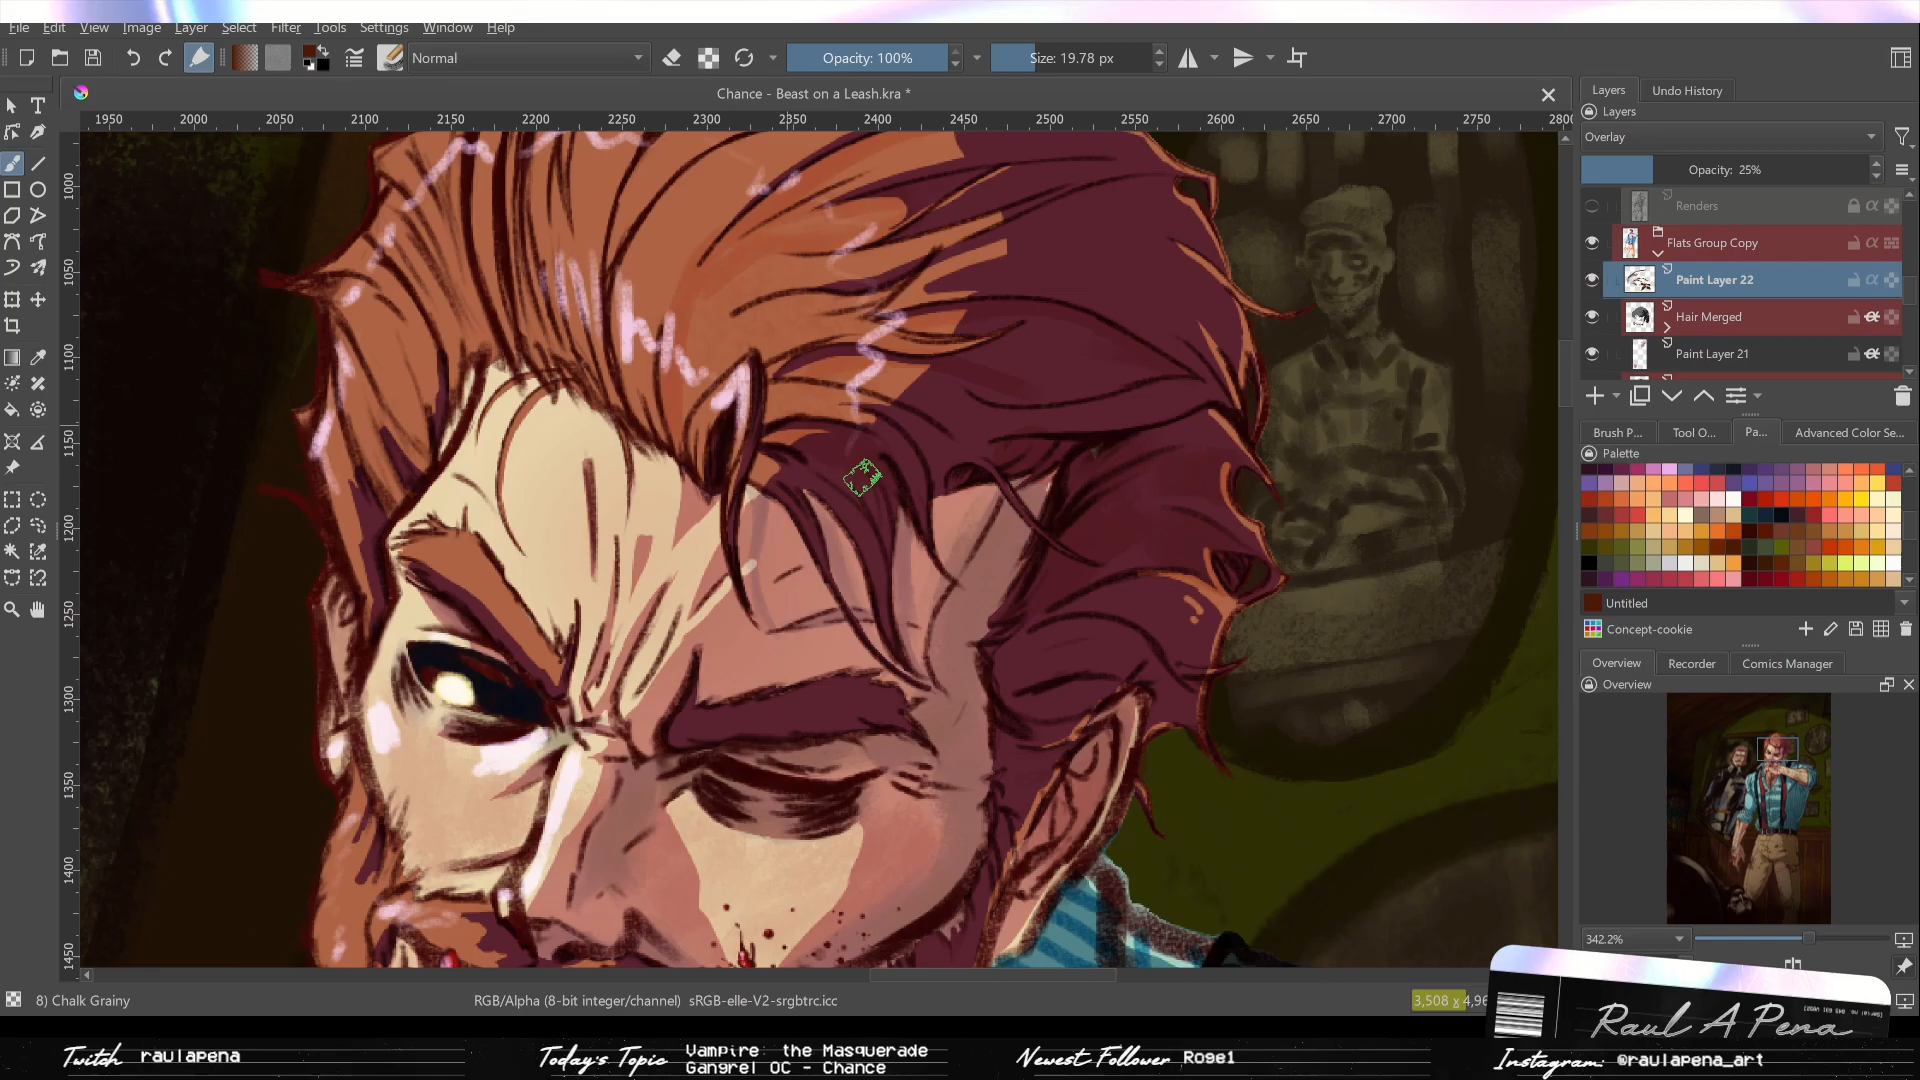 File Edit View Image Layer Select Filter Tools Settings Window Help
Normal Opacity: 100% Size: 19.78 px
Chance - Beast on a Leash.kra *
1950 2000 2050 2100 2150 2200 2250 2300 2350 2400 2450 2500 2550 2600 2650 2700 2750 2800
1000
1050
1100
1150
1200
1250
1300
1350
1400
1450
Layers Undo History
Layers
Overlay
Opacity: 25%
Renders
Flats Group Copy
Paint Layer 22
Hair Merged
Paint Layer 21
Brush P... Tool O... Pa... Advanced Color Se...
Palette
Untitled
Concept-cookie
Overview Recorder Comics Manager
Overview
342.2%
8) Chalk Grainy RGB/Alpha (8-bit integer/channel) sRGB-elle-V2-srgbtrc.icc 3,508 x 4,96
Raul A Pena
Twitch raulapena Today's Topic Vampire: the Masquerade
Gangrel OC - Chance
Newest Follower Ro9e1 Instagram: @raulapena_art